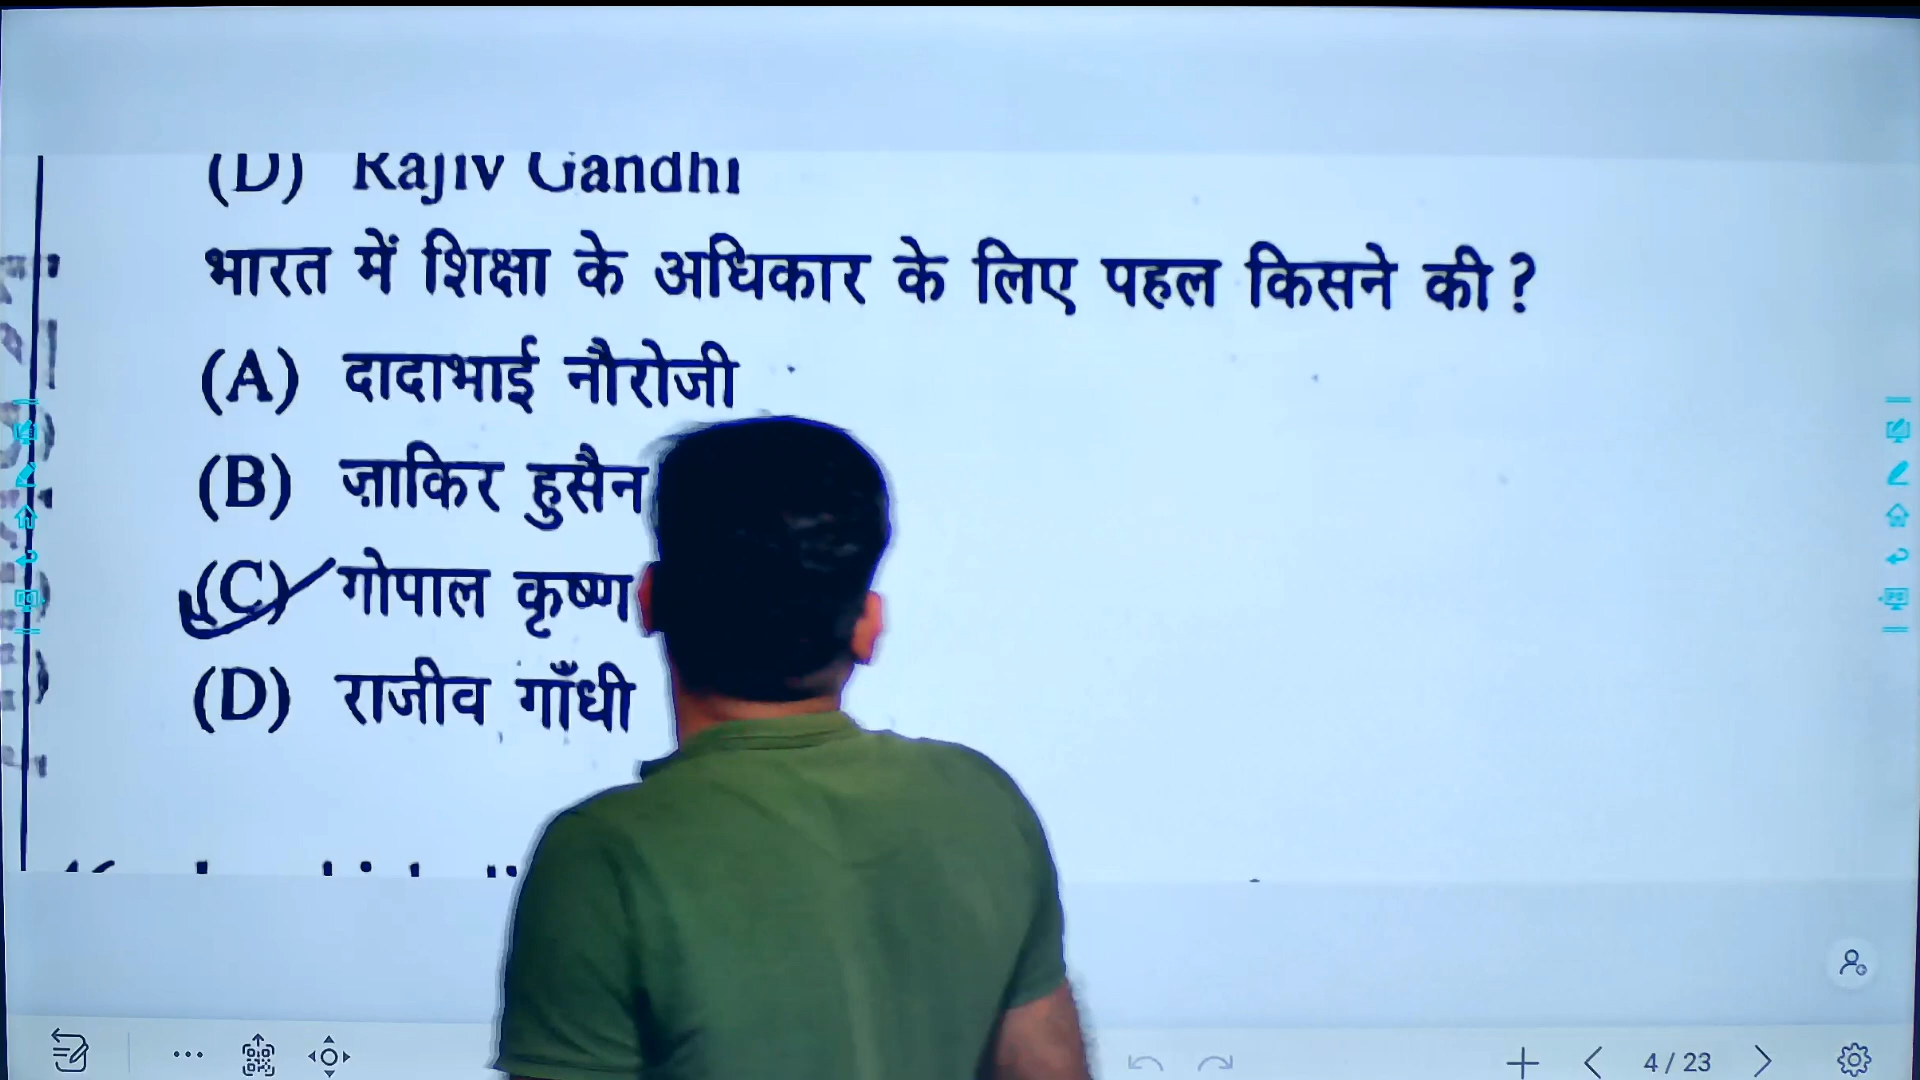 (D) Rajiv Gandhi
भारत में शिक्षा के अधिकार के लिए पहल किसने की ?
(A) दादाभाई नौरोजी
(B) ज़ाकिर हुसैन
(C) गोपाल कृष्ण
(D) राजीव गाँधी
4 / 23